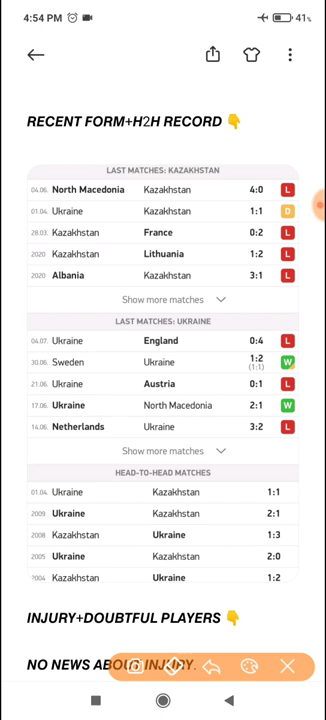 4:54 PM 41%
RECENT FORM+H2H RECORD 👇
LAST MATCHES: KAZAKHSTAN
04.06. North Macedonia Kazakhstan 4:0 L
01.04. Ukraine Kazakhstan 1:1 D
28.03. Kazakhstan France 0:2 L
2020 Kazakhstan Lithuania 1:2 L
2020 Albania Kazakhstan 3:1 L
Show more matches
LAST MATCHES: UKRAINE
04.07. Ukraine England 0:4 L
30.06. Sweden Ukraine 1:2 (1:1) W
21.06. Ukraine Austria 0:1 L
17.06. Ukraine North Macedonia 2:1 W
14.06. Netherlands Ukraine 3:2 L
Show more matches
HEAD-TO-HEAD MATCHES
01.04. Ukraine Kazakhstan 1:1
2009 Ukraine Kazakhstan 2:1
2008 Kazakhstan Ukraine 1:3
2005 Ukraine Kazakhstan 2:0
2004 Kazakhstan Ukraine 1:2
INJURY+DOUBTFUL PLAYERS 👇
NO NEWS ABOUT INJURY.